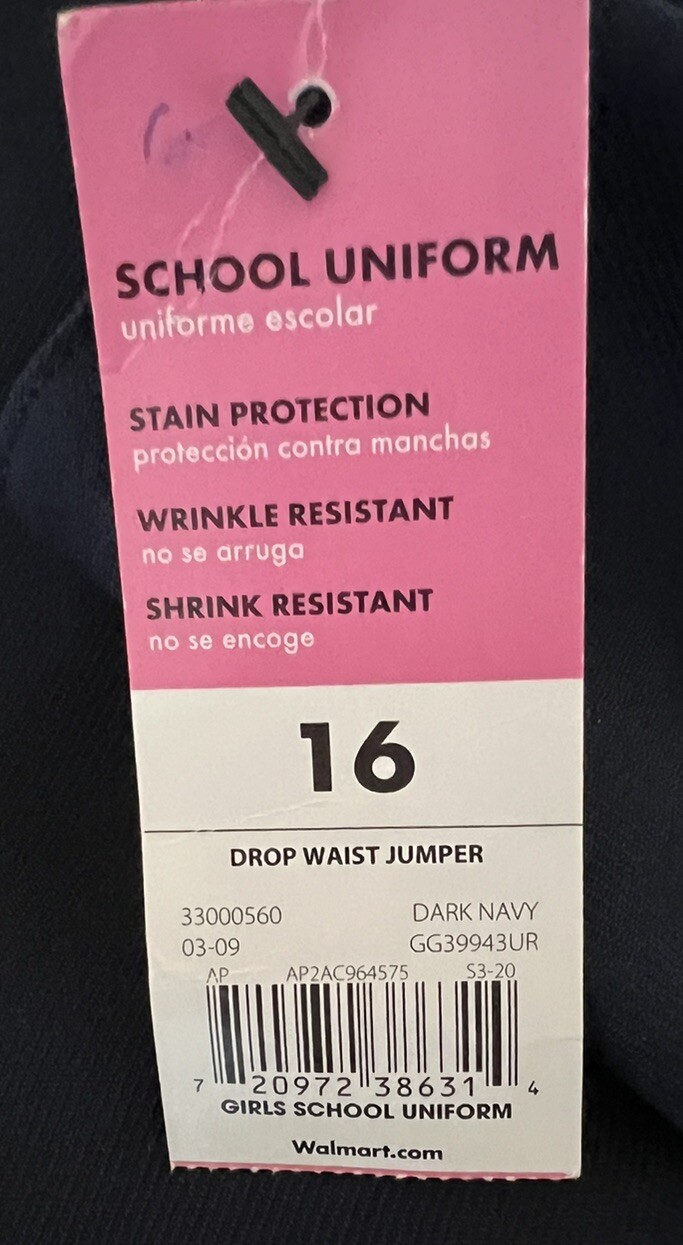 SCHOOL UNIFORM
uniforme escolar
STAIN PROTECTION
protección contra manchas
WRINKLE RESISTANT
no se arruga
SHRINK RESISTANT
no se encoge
16
DROP WAIST JUMPER
33000560 DARK NAVY
03-09 GG39943UR
AP AP2AC964575 S3-20
7 20972 38631 4
GIRLS SCHOOL UNIFORM
Walmart.com